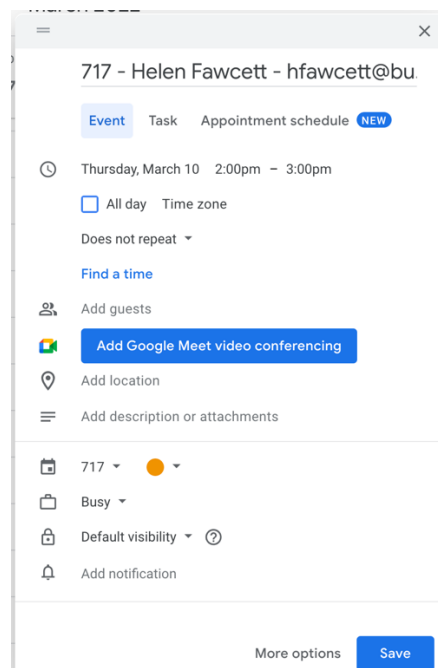 March 2022
717 - Helen Fawcett - hfawcett@bu.
Event Task Appointment schedule NEW
Thursday, March 10 2:00pm – 3:00pm
All day Time zone
Does not repeat
Find a time
Add guests
Add Google Meet video conferencing
Add location
Add description or attachments
717
Busy
Default visibility
Add notification
More options Save